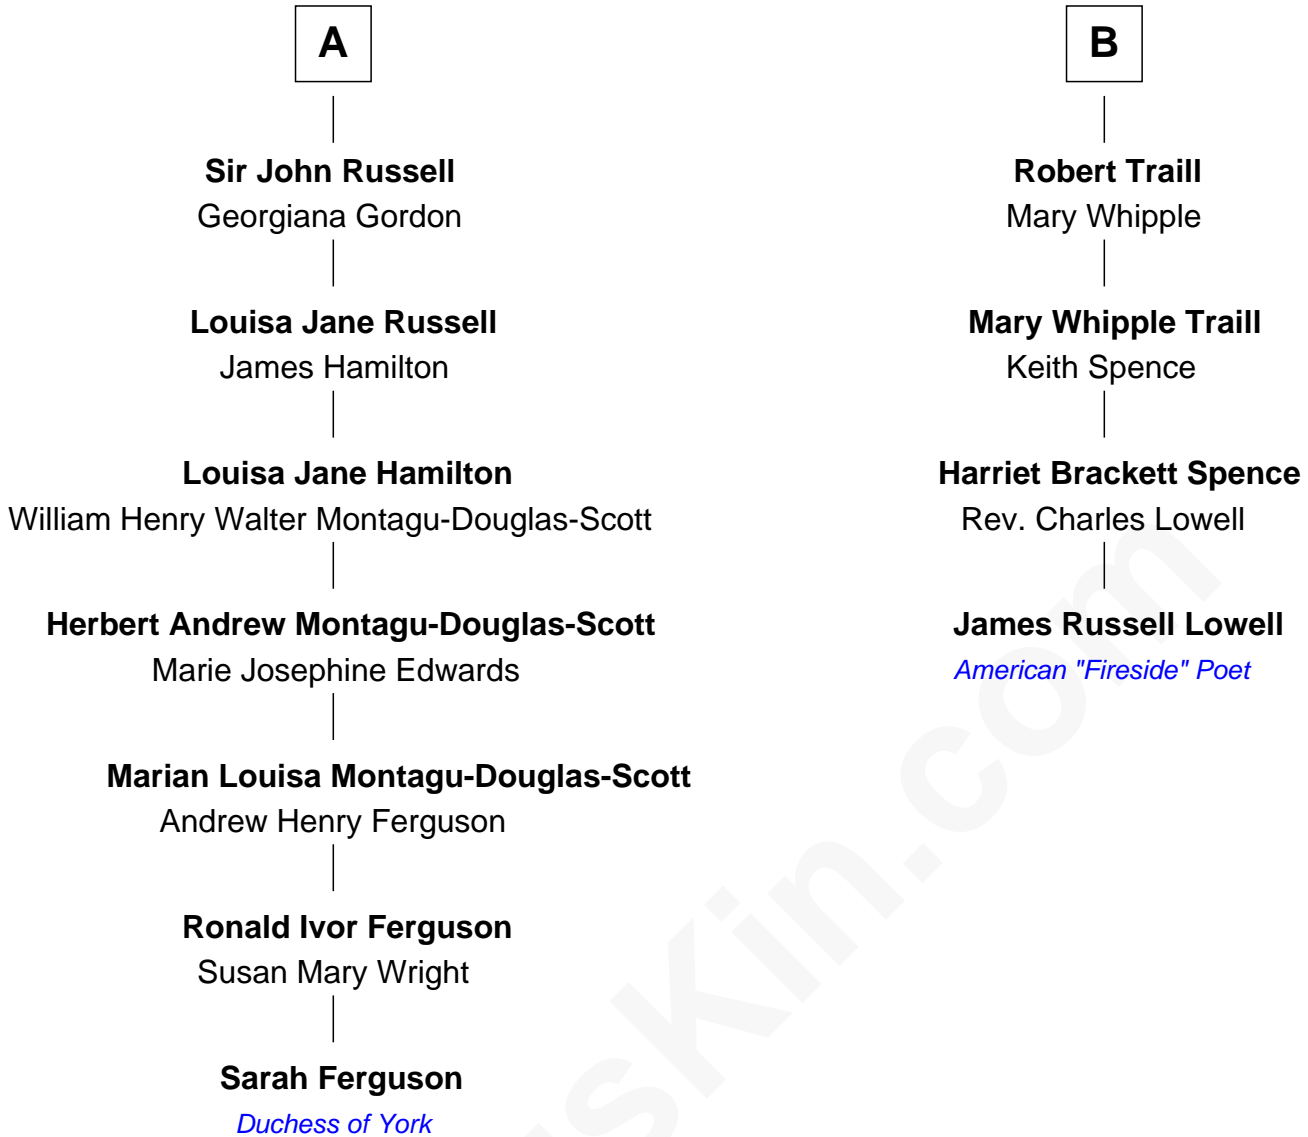 A
Sir John Russell
Georgiana Gordon
Louisa Jane Russell
James Hamilton
Louisa Jane Hamilton
William Henry Walter Montagu-Douglas-Scott
Herbert Andrew Montagu-Douglas-Scott
Marie Josephine Edwards
Marian Louisa Montagu-Douglas-Scott
Andrew Henry Ferguson
Ronald Ivor Ferguson
Susan Mary Wright
Sarah Ferguson
Duchess of York
B
Robert Traill
Mary Whipple
Mary Whipple Traill
Keith Spence
Harriet Brackett Spence
Rev. Charles Lowell
James Russell Lowell
American "Fireside" Poet
sKin.com